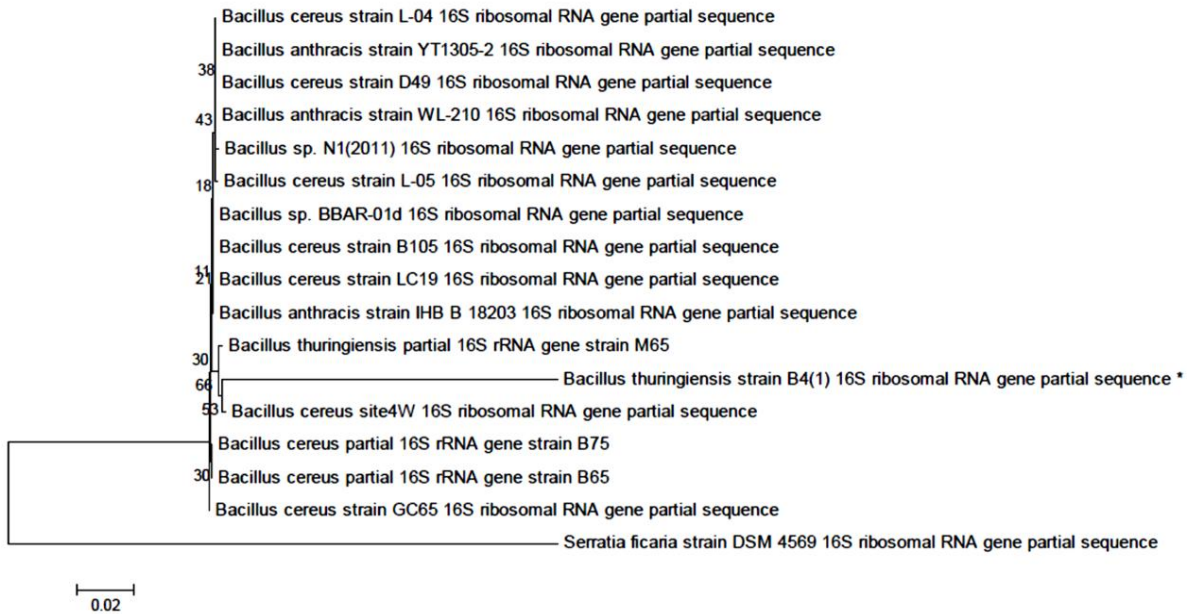 Bacillus cereus strain L-04 16S ribosomal RNA gene partial sequence
Bacillus anthracis strain YT1305-2 16S ribosomal RNA gene partial sequence
38
Bacillus cereus strain D49 16S ribosomal RNA gene partial sequence
43
Bacillus anthracis strain WL-210 16S ribosomal RNA gene partial sequence
Bacillus sp. N1(2011) 16S ribosomal RNA gene partial sequence
18
Bacillus cereus strain L-05 16S ribosomal RNA gene partial sequence
Bacillus sp. BBAR-01d 16S ribosomal RNA gene partial sequence
Bacillus cereus strain B105 16S ribosomal RNA gene partial sequence
11
21
Bacillus cereus strain LC19 16S ribosomal RNA gene partial sequence
Bacillus anthracis strain IHB B 18203 16S ribosomal RNA gene partial sequence
30
Bacillus thuringiensis partial 16S rRNA gene strain M65
66
Bacillus thuringiensis strain B4(1) 16S ribosomal RNA gene partial sequence *
53
Bacillus cereus site4W 16S ribosomal RNA gene partial sequence
Bacillus cereus partial 16S rRNA gene strain B75
30
Bacillus cereus partial 16S rRNA gene strain B65
Bacillus cereus strain GC65 16S ribosomal RNA gene partial sequence
Serratia ficaria strain DSM 4569 16S ribosomal RNA gene partial sequence
0.02